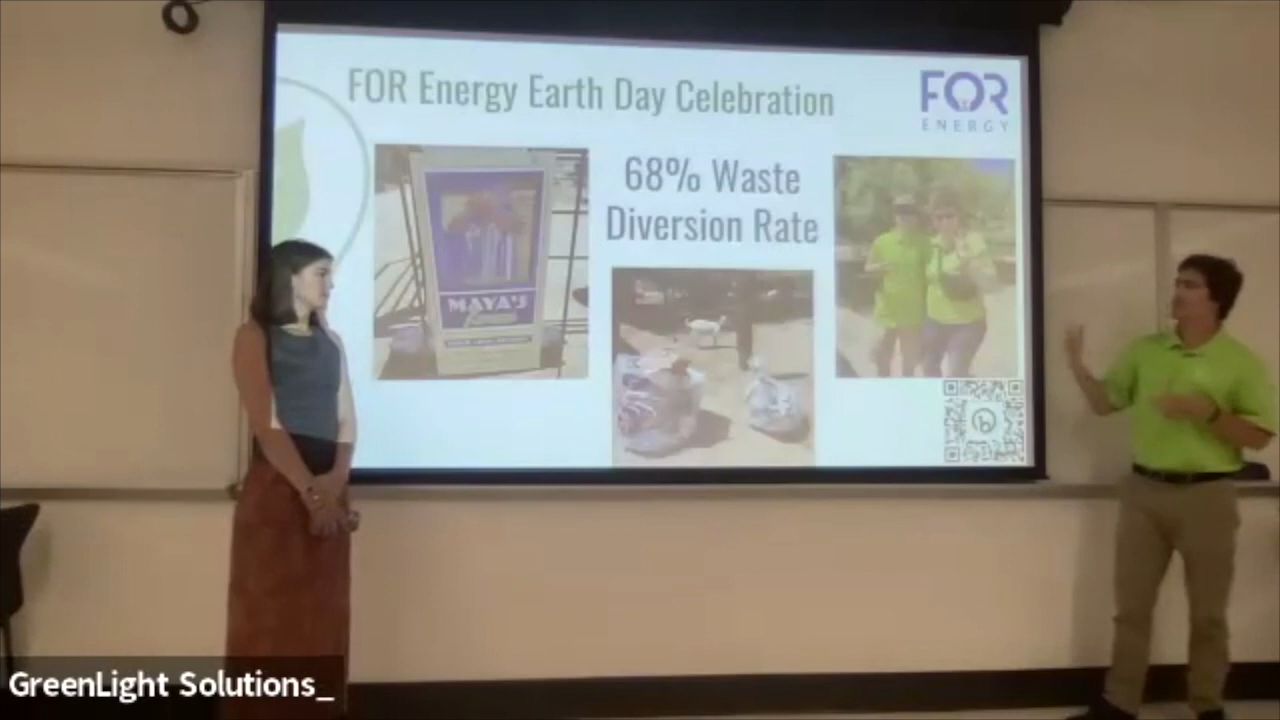 FOR Energy Earth Day Celebration
FOR
ENERGY
68% Waste
Diversion Rate
MAYA'S
GreenLight Solutions_